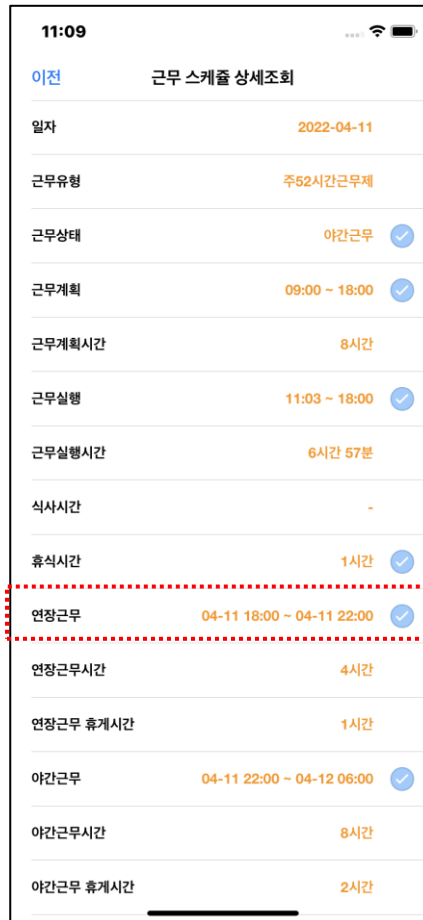 11:09
이전 근무 스케쥴 상세조회
일자 2022-04-11
근무유형 주52시간근무제
근무상태 야간근무
근무계획 09:00 ~ 18:00
근무계획시간 8시간
근무실행 11:03 ~ 18:00
근무실행시간 6시간 57분
식사시간 -
휴식시간 1시간
연장근무 04-11 18:00 ~ 04-11 22:00
연장근무시간 4시간
연장근무 휴게시간 1시간
야간근무 04-11 22:00 ~ 04-12 06:00
야간근무시간 8시간
야간근무 휴게시간 2시간